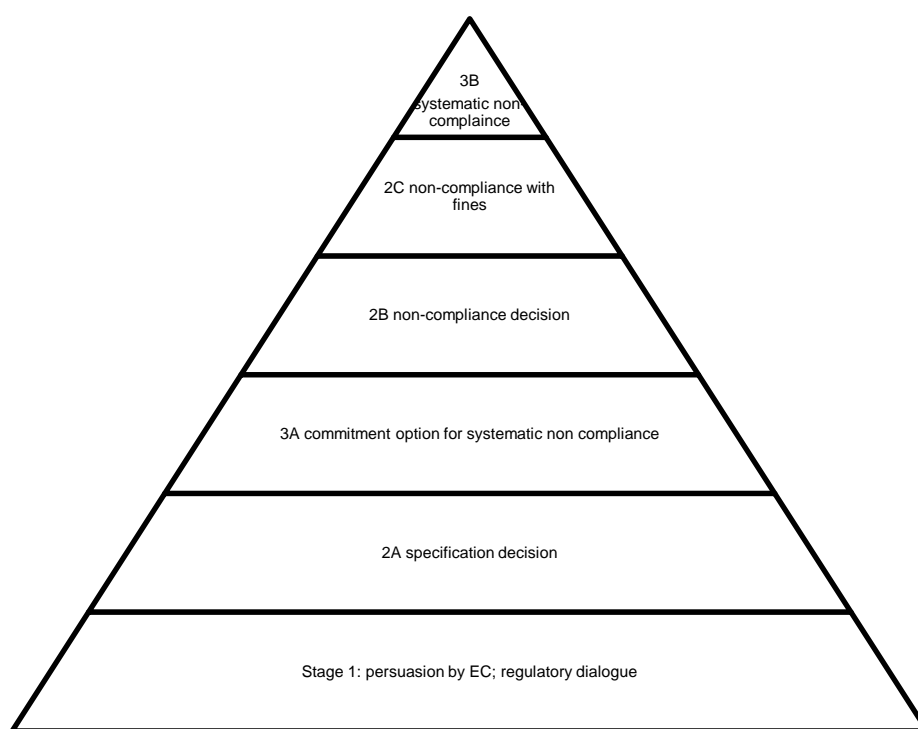 3B
systematic non-
complaince
2C non-compliance with
fines
2B non-compliance decision
3A commitment option for systematic non compliance
2A specification decision
Stage 1: persuasion by EC; regulatory dialogue